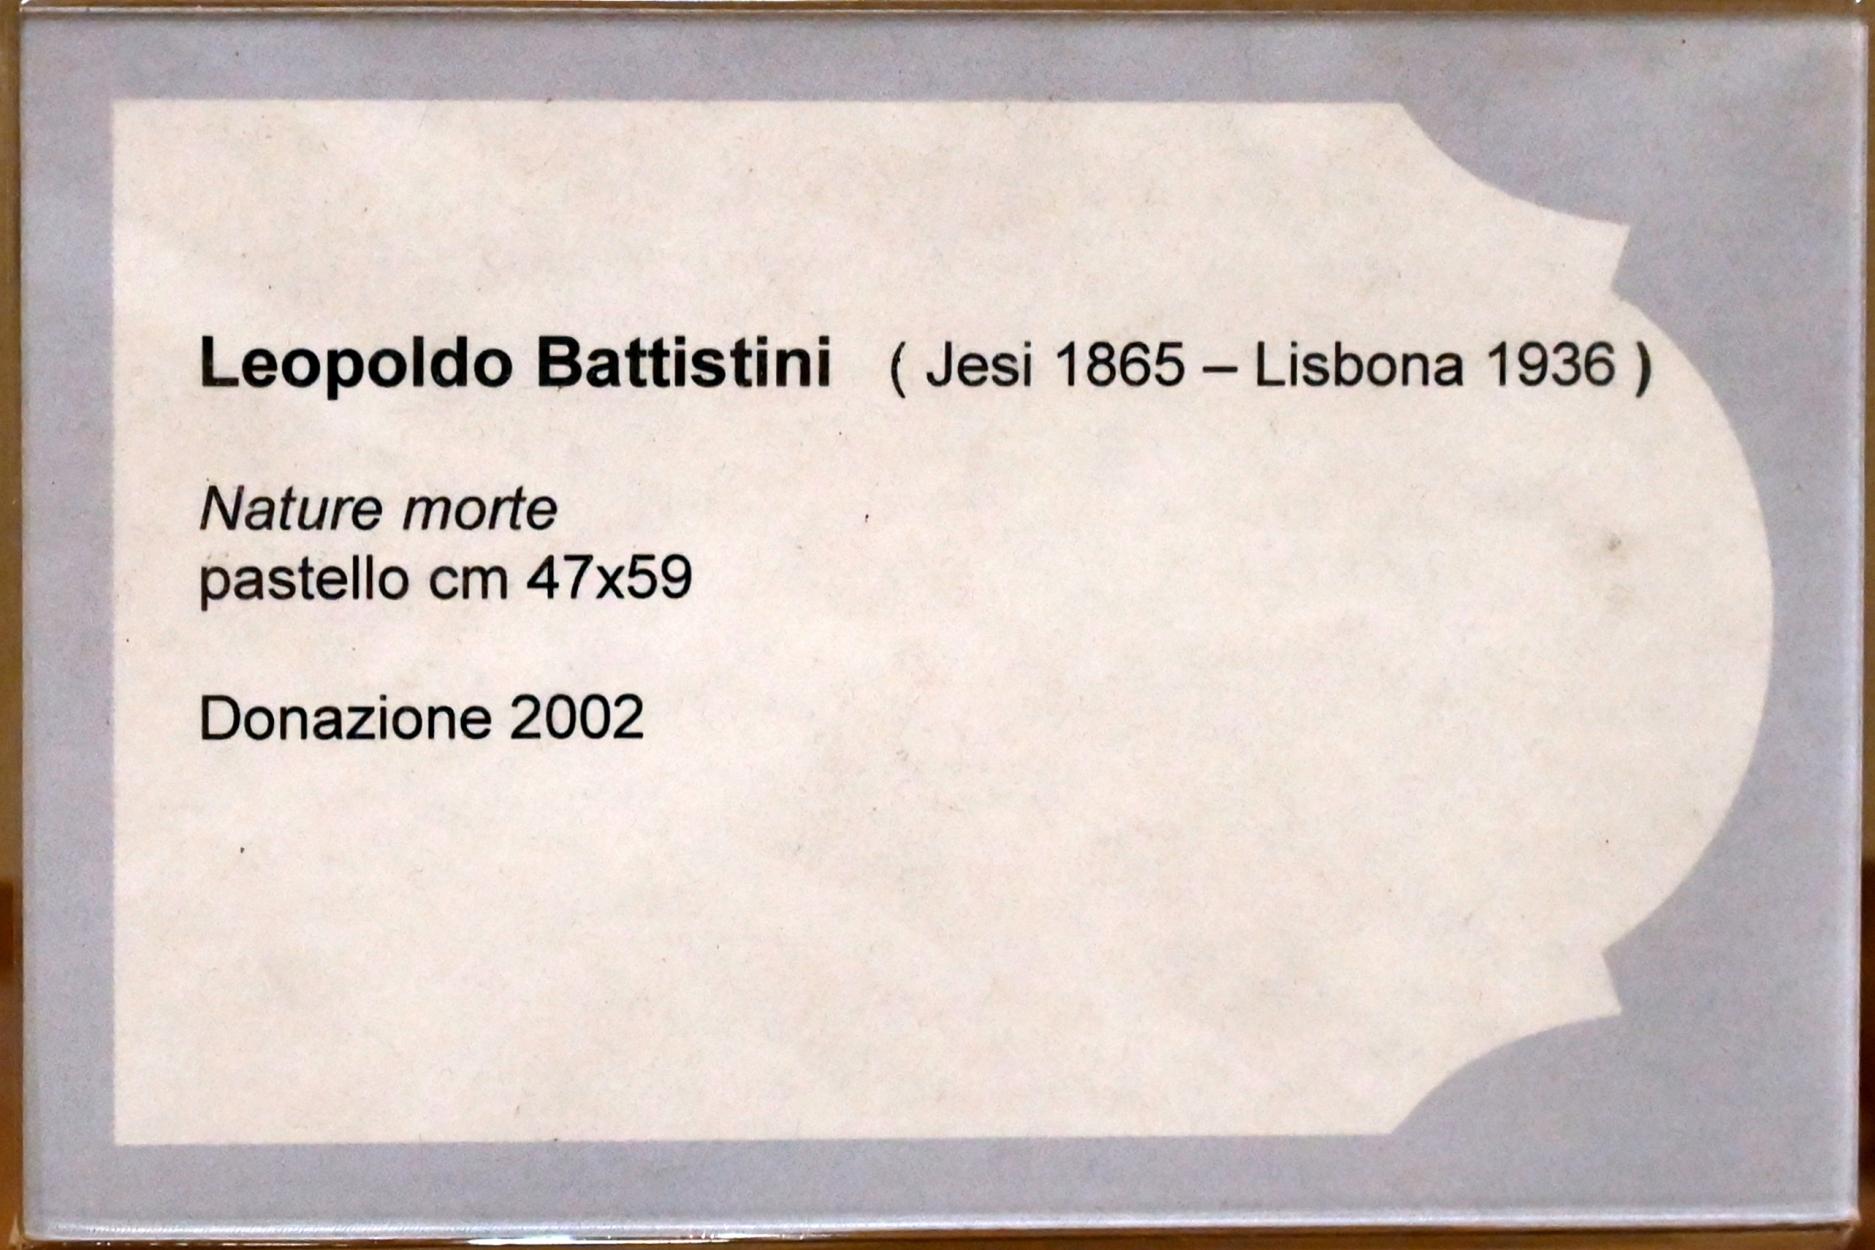 Leopoldo Battistini ( Jesi 1865 – Lisbona 1936 )
Nature morte
pastello cm 47x59
Donazione 2002